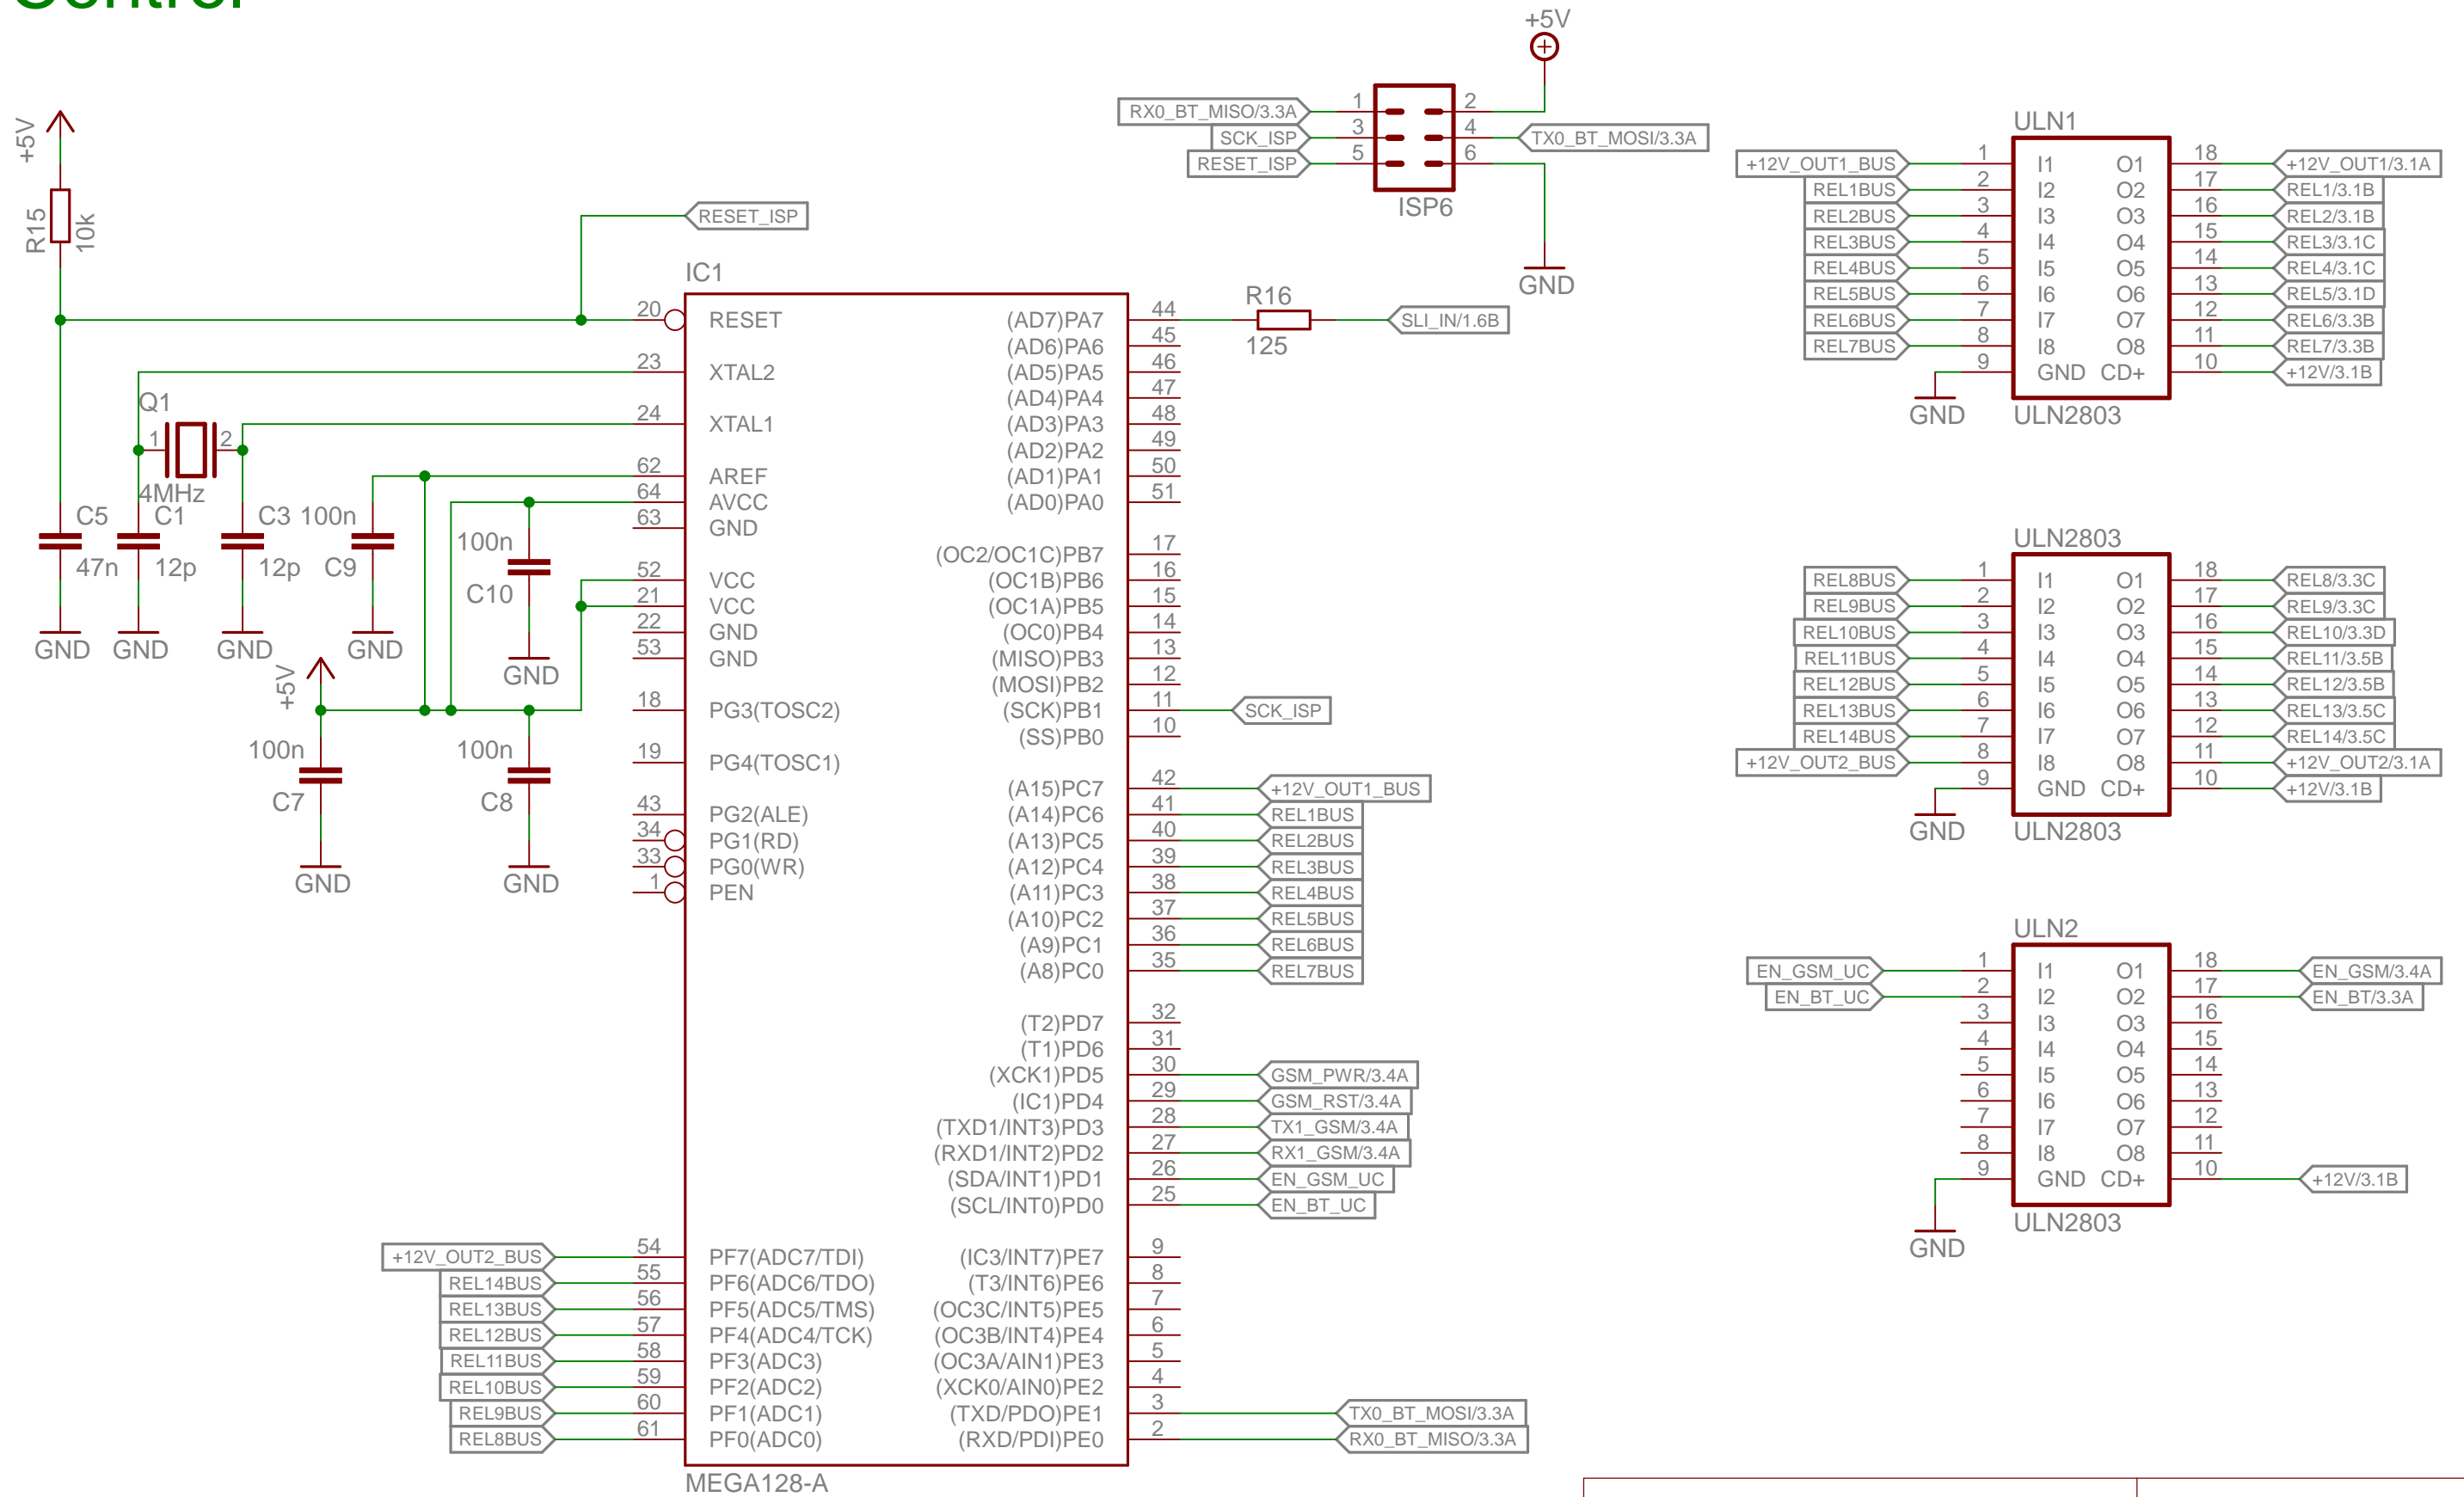 Control
+5V
R15
10k
RESET_ISP
C5
47n
GND
Q1
1
2
4MHz
C1
12p
GND
C3
12p
GND
100n
C9
GND
100n
C10
GND
+5V
100n
C7
GND
100n
C8
GND
+5V
RX0_BT_MISO/3.3A 1 2
SCK_ISP 3 4 TX0_BT_MOSI/3.3A
RESET_ISP 5 6
ISP6
GND
IC1
20 RESET
23 XTAL2
24 XTAL1
62 AREF
64 AVCC
63 GND
52 VCC
21 VCC
22 GND
53 GND
18 PG3(TOSC2)
19 PG4(TOSC1)
43 PG2(ALE)
34 PG1(RD)
33 PG0(WR)
1 PEN
+12V_OUT2_BUS 54 PF7(ADC7/TDI)
REL14BUS 55 PF6(ADC6/TDO)
REL13BUS 56 PF5(ADC5/TMS)
REL12BUS 57 PF4(ADC4/TCK)
REL11BUS 58 PF3(ADC3)
REL10BUS 59 PF2(ADC2)
REL9BUS 60 PF1(ADC1)
REL8BUS 61 PF0(ADC0)
(AD7)PA7 44 R16 125 SLI_IN/1.6B
(AD6)PA6 45
(AD5)PA5 46
(AD4)PA4 47
(AD3)PA3 48
(AD2)PA2 49
(AD1)PA1 50
(AD0)PA0 51
(OC2/OC1C)PB7 17
(OC1B)PB6 16
(OC1A)PB5 15
(OC0)PB4 14
(MISO)PB3 13
(MOSI)PB2 12
(SCK)PB1 11 SCK_ISP
(SS)PB0 10
(A15)PC7 42 +12V_OUT1_BUS
(A14)PC6 41 REL1BUS
(A13)PC5 40 REL2BUS
(A12)PC4 39 REL3BUS
(A11)PC3 38 REL4BUS
(A10)PC2 37 REL5BUS
(A9)PC1 36 REL6BUS
(A8)PC0 35 REL7BUS
(T2)PD7 32
(T1)PD6 31
(XCK1)PD5 30 GSM_PWR/3.4A
(IC1)PD4 29 GSM_RST/3.4A
(TXD1/INT3)PD3 28 TX1_GSM/3.4A
(RXD1/INT2)PD2 27 RX1_GSM/3.4A
(SDA/INT1)PD1 26 EN_GSM_UC
(SCL/INT0)PD0 25 EN_BT_UC
(IC3/INT7)PE7 9
(T3/INT6)PE6 8
(OC3C/INT5)PE5 7
(OC3B/INT4)PE4 6
(OC3A/AIN1)PE3 5
(XCK0/AIN0)PE2 4
(TXD/PDO)PE1 3 TX0_BT_MOSI/3.3A
(RXD/PDI)PE0 2 RX0_BT_MISO/3.3A
MEGA128-A
ULN1
+12V_OUT1_BUS 1 I1 O1 18 +12V_OUT1/3.1A
REL1BUS 2 I2 O2 17 REL1/3.1B
REL2BUS 3 I3 O3 16 REL2/3.1B
REL3BUS 4 I4 O4 15 REL3/3.1C
REL4BUS 5 I5 O5 14 REL4/3.1C
REL5BUS 6 I6 O6 13 REL5/3.1D
REL6BUS 7 I7 O7 12 REL6/3.3B
REL7BUS 8 I8 O8 11 REL7/3.3B
9 GND CD+ 10 +12V/3.1B
GND ULN2803
ULN2803
REL8BUS 1 I1 O1 18 REL8/3.3C
REL9BUS 2 I2 O2 17 REL9/3.3C
REL10BUS 3 I3 O3 16 REL10/3.3D
REL11BUS 4 I4 O4 15 REL11/3.5B
REL12BUS 5 I5 O5 14 REL12/3.5B
REL13BUS 6 I6 O6 13 REL13/3.5C
REL14BUS 7 I7 O7 12 REL14/3.5C
+12V_OUT2_BUS 8 I8 O8 11 +12V_OUT2/3.1A
9 GND CD+ 10 +12V/3.1B
GND ULN2803
ULN2
EN_GSM_UC 1 I1 O1 18 EN_GSM/3.4A
EN_BT_UC 2 I2 O2 17 EN_BT/3.3A
3 I3 O3 16
4 I4 O4 15
5 I5 O5 14
6 I6 O6 13
7 I7 O7 12
8 I8 O8 11
9 GND CD+ 10 +12V/3.1B
GND ULN2803